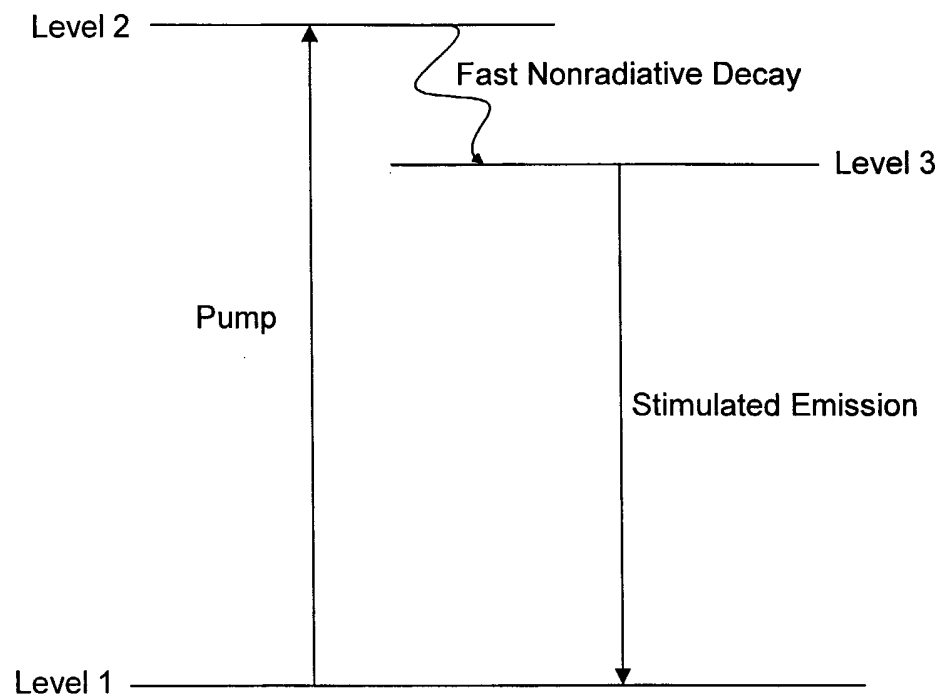 Level 2
Fast Nonradiative Decay
Level 3
Pump
Stimulated Emission
Level 1